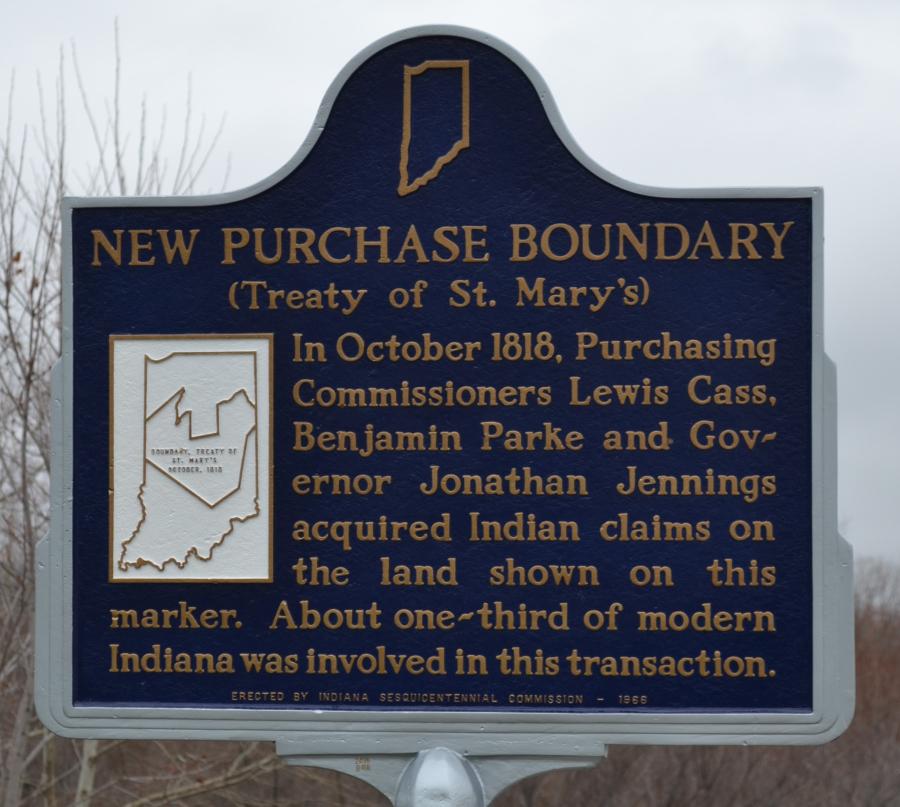 NEW PURCHASE BOUNDARY
(Treaty of St. Mary's)
BOUNDARY, TREATY OF
ST. MARY'S
OCTOBER, 1818
In October 1818, Purchasing
Commissioners Lewis Cass,
Benjamin Parke and Gov-
ernor Jonathan Jennings
acquired Indian claims on
the land shown on this
marker. About one-third of modern
Indiana was involved in this transaction.
ERECTED BY INDIANA SESQUICENTENNIAL COMMISSION - 1966